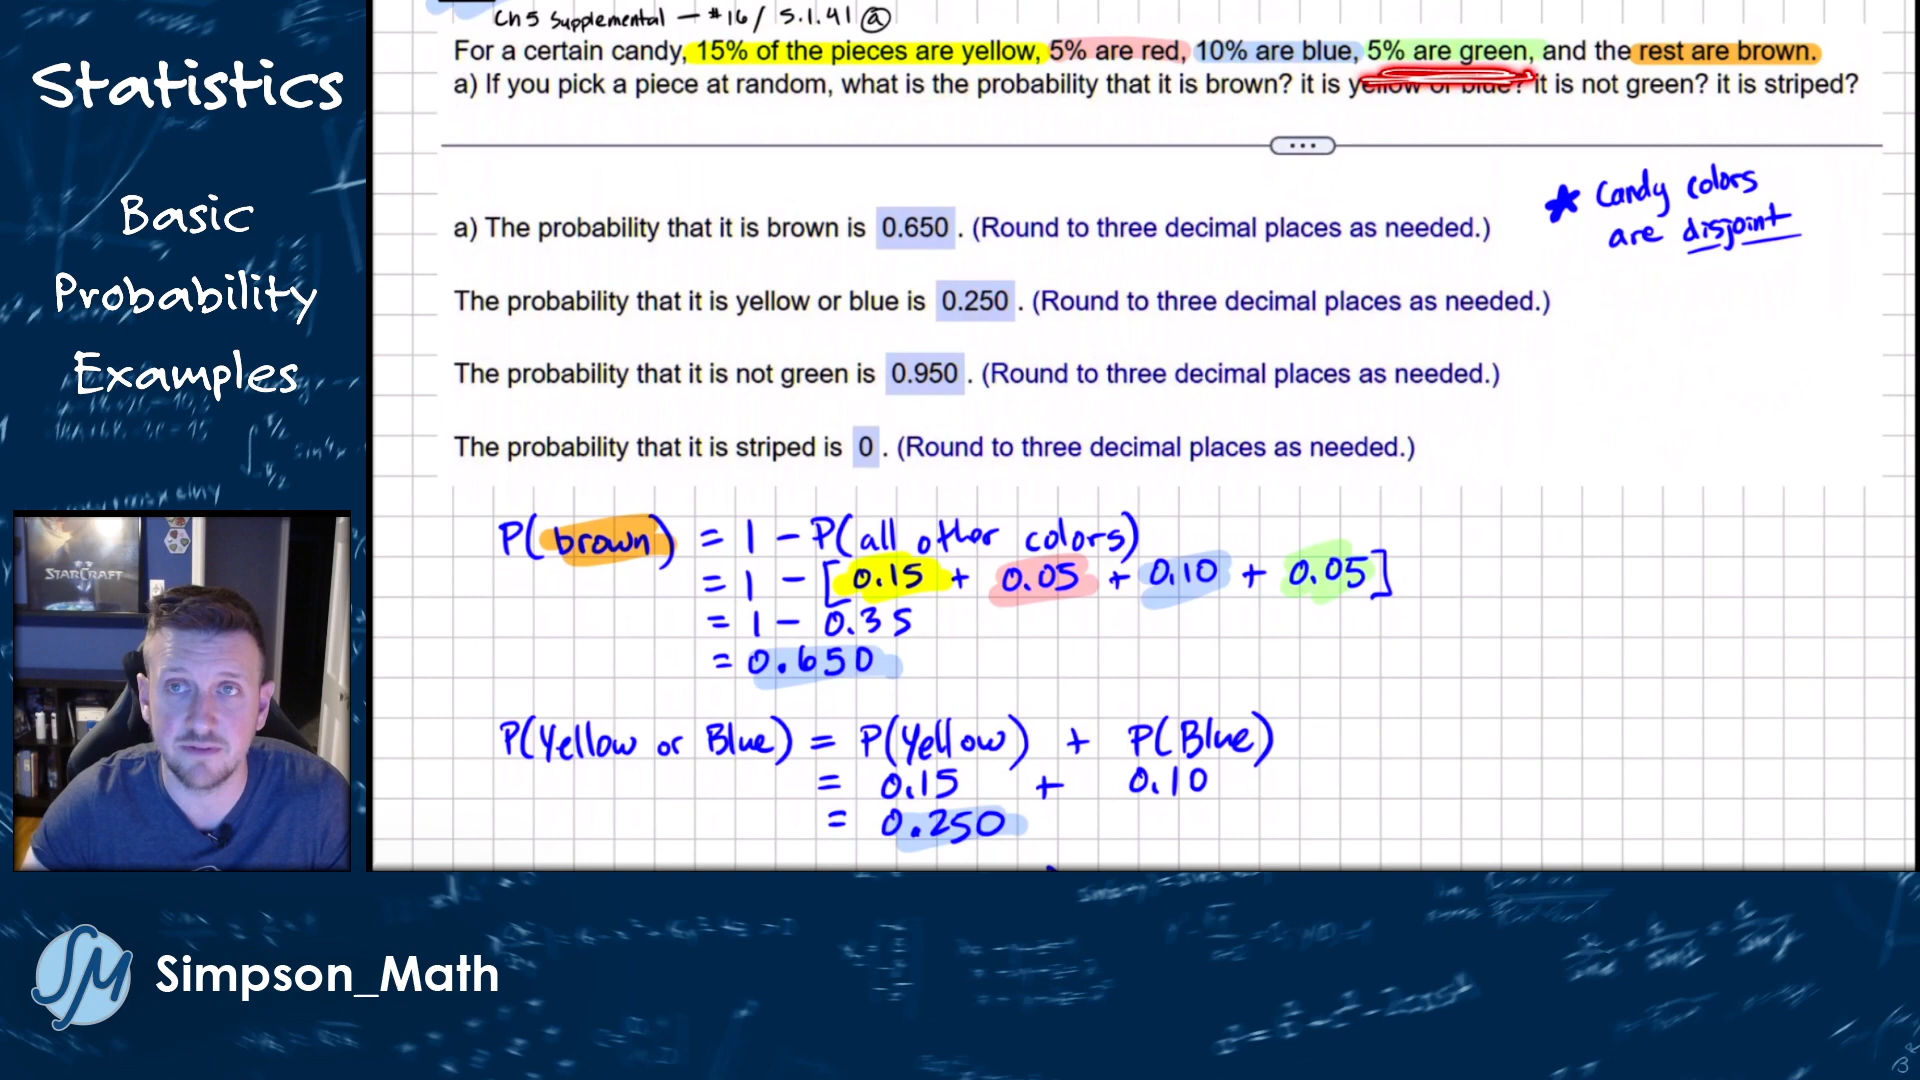 Statistics
Basic
Probability
Examples
Ch 5 Supplemental - #16 / 5.1.41 ⓐ
For a certain candy, 15% of the pieces are yellow, 5% are red, 10% are blue, 5% are green, and the rest are brown.
a) If you pick a piece at random, what is the probability that it is brown? it is yellow or blue? it is not green? it is striped?
* Candy colors
are disjoint
a) The probability that it is brown is 0.650 . (Round to three decimal places as needed.)
The probability that it is yellow or blue is 0.250 . (Round to three decimal places as needed.)
The probability that it is not green is 0.950 . (Round to three decimal places as needed.)
The probability that it is striped is 0 . (Round to three decimal places as needed.)
P(brown) = 1 - P(all other colors)
= 1 - [0.15 + 0.05 + 0.10 + 0.05]
= 1 - 0.35
= 0.650
P(Yellow or Blue) = P(Yellow) + P(Blue)
= 0.15 + 0.10
= 0.250
STARCRAFT
SM Simpson_Math